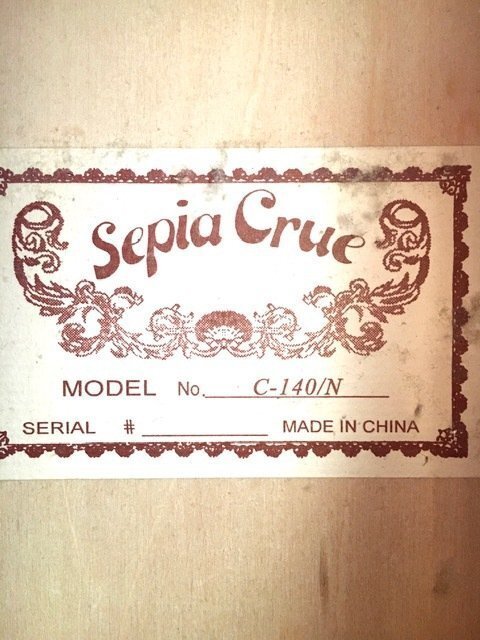 Sepia Crue
MODEL No. C-140/N
SERIAL # MADE IN CHINA